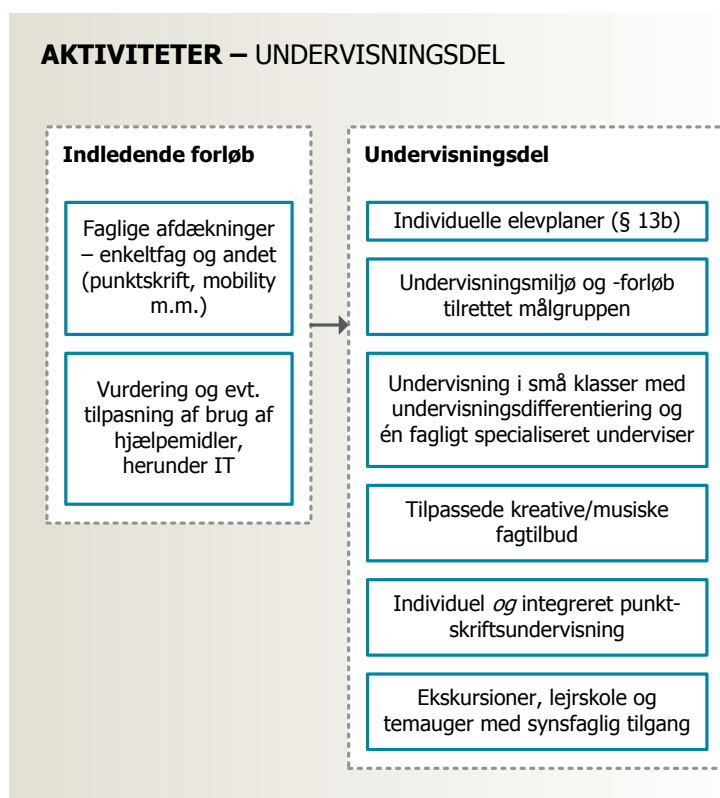 AKTIVITETER – UNDERVISNINGSDEL
Indledende forløb
Faglige afdækninger
– enkeltfag og andet
(punktskrift, mobility
m.m.)
Vurdering og evt.
tilpasning af brug af
hjælpemidler,
herunder IT
Undervisningsdel
Individuelle elevplaner (§ 13b)
Undervisningsmiljø og -forløb
tilrettet målgruppen
Undervisning i små klasser med
undervisningsdifferentiering og
én fagligt specialiseret underviser
Tilpassede kreative/musiske
fagtilbud
Individuel og integreret punkt-
skriftsundervisning
Ekskursioner, lejrskole og
temauger med synsfaglig tilgang